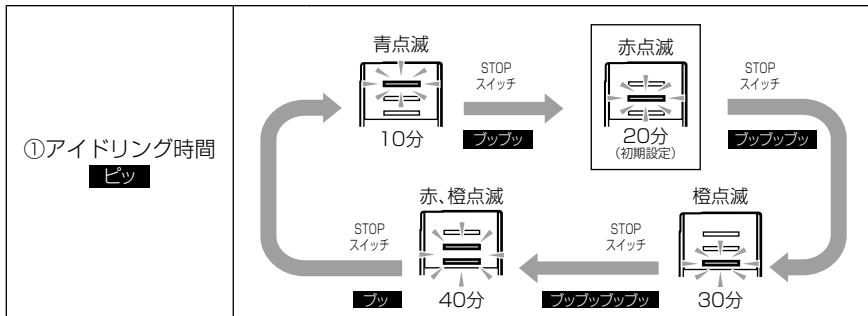 ①アイドリング時間
ピッ
青点滅
10分
STOP
スイッチ
ブッブッ
赤点滅
20分
(初期設定)
STOP
スイッチ
ブッブッブッ
橙点滅
30分
STOP
スイッチ
ブッブッブッブッ
赤、橙点滅
40分
STOP
スイッチ
ブッ